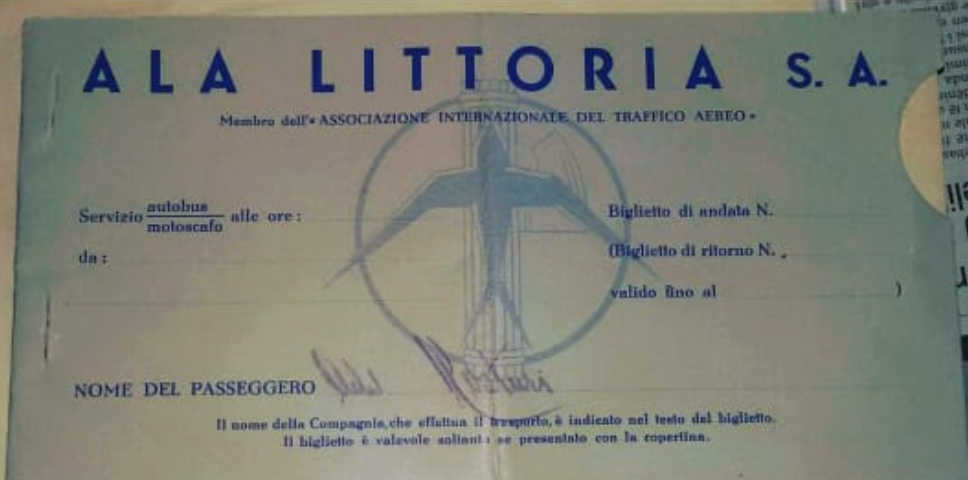 ALA LITTORIA S. A.
Membro dell'« ASSOCIAZIONE INTERNAZIONALE DEL TRAFFICO AEREO »
Servizio autobus alle ore :
motoscafo
Biglietto di andata N.
da :
(Biglietto di ritorno N.
valido fino al )
NOME DEL PASSEGGERO
Il nome della Compagnia, che effettua il trasporto, è indicato nel testo del biglietto.
Il biglietto è valevole soltanto se presentato con la copertina.